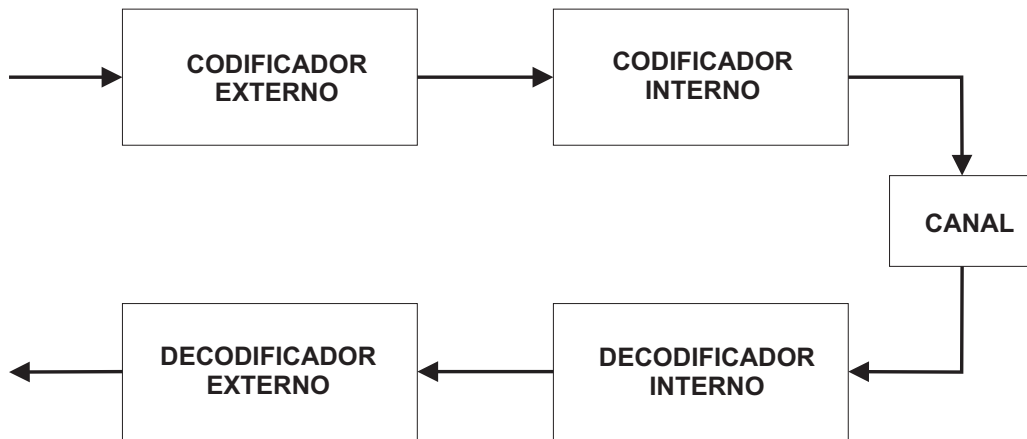 CODIFICADOR
EXTERNO
CODIFICADOR
INTERNO
CANAL
DECODIFICADOR
EXTERNO
DECODIFICADOR
INTERNO